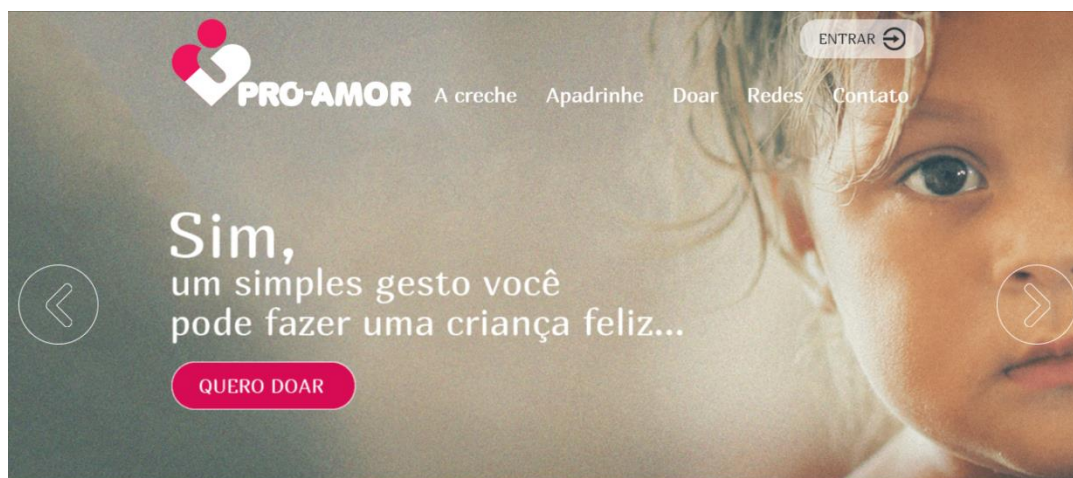 ENTRAR
PRO-AMOR
A creche Apadrinhe Doar Redes Contato
Sim,
um simples gesto você
pode fazer uma criança feliz...
QUERO DOAR